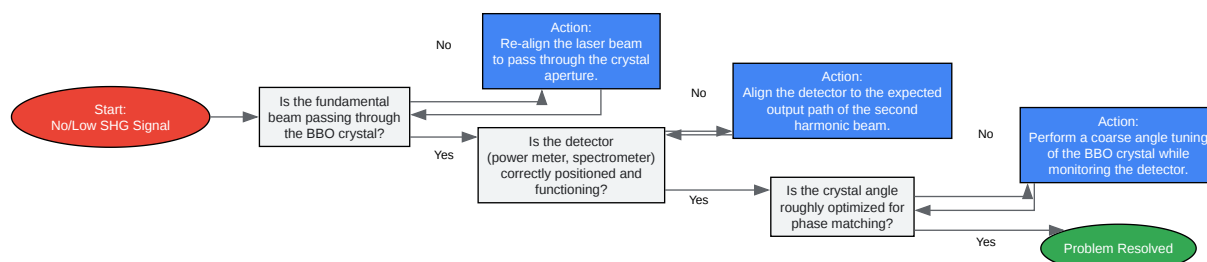 Start:
No/Low SHG Signal
Is the fundamental
beam passing through
the BBO crystal?
No
Action:
Re-align the laser beam
to pass through the crystal
aperture.
Yes
Is the detector
(power meter, spectrometer)
correctly positioned and
functioning?
No
Action:
Align the detector to the expected
output path of the second
harmonic beam.
Yes
Is the crystal angle
roughly optimized for
phase matching?
No
Action:
Perform a coarse angle tuning
of the BBO crystal while
monitoring the detector.
Yes
Problem Resolved